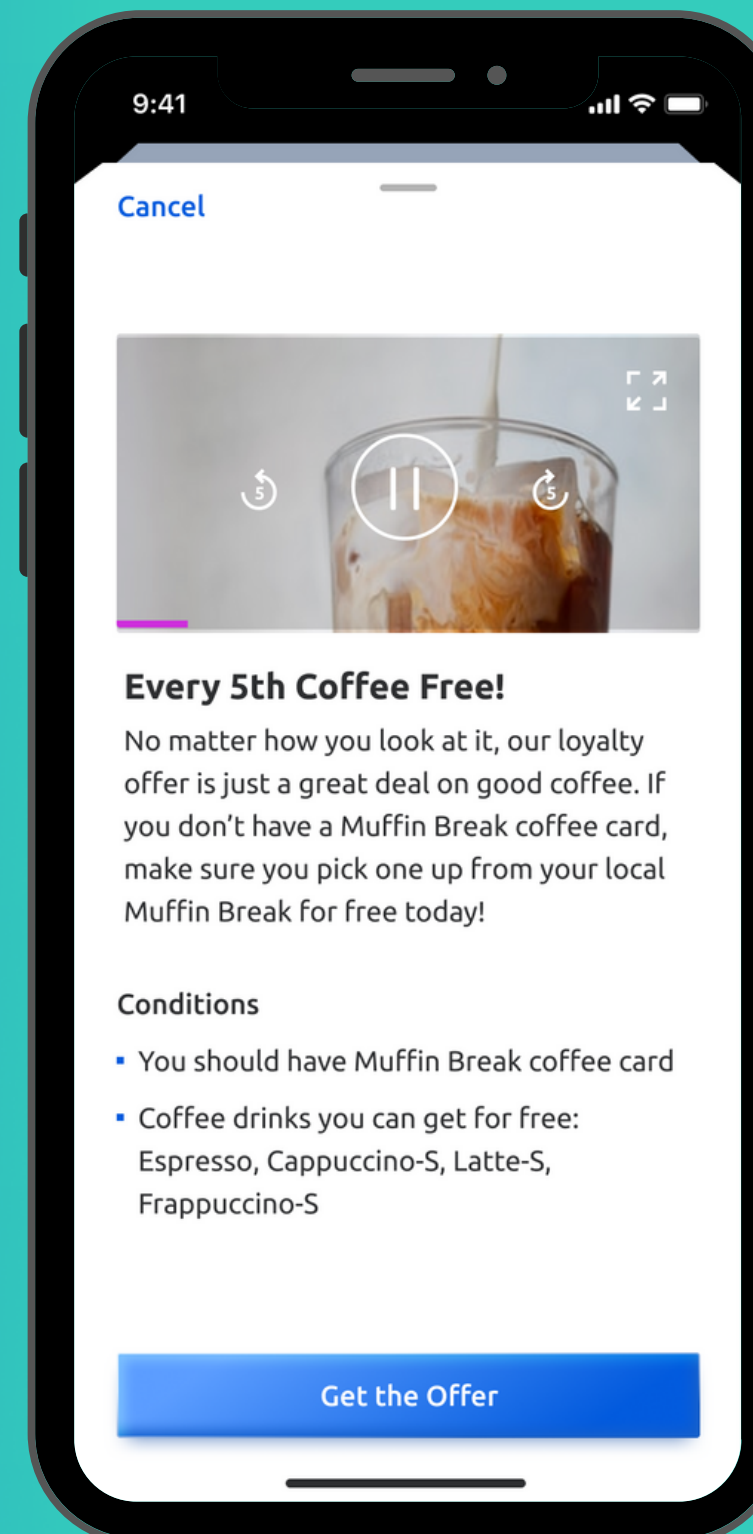 9:41
Cancel
5
5
Every 5th Coffee Free!
No matter how you look at it, our loyalty
offer is just a great deal on good coffee. If
you don’t have a Muffin Break coffee card,
make sure you pick one up from your local
Muffin Break for free today!
Conditions
You should have Muffin Break coffee card
Coffee drinks you can get for free:
Espresso, Cappuccino-S, Latte-S,
Frappuccino-S
Get the Offer